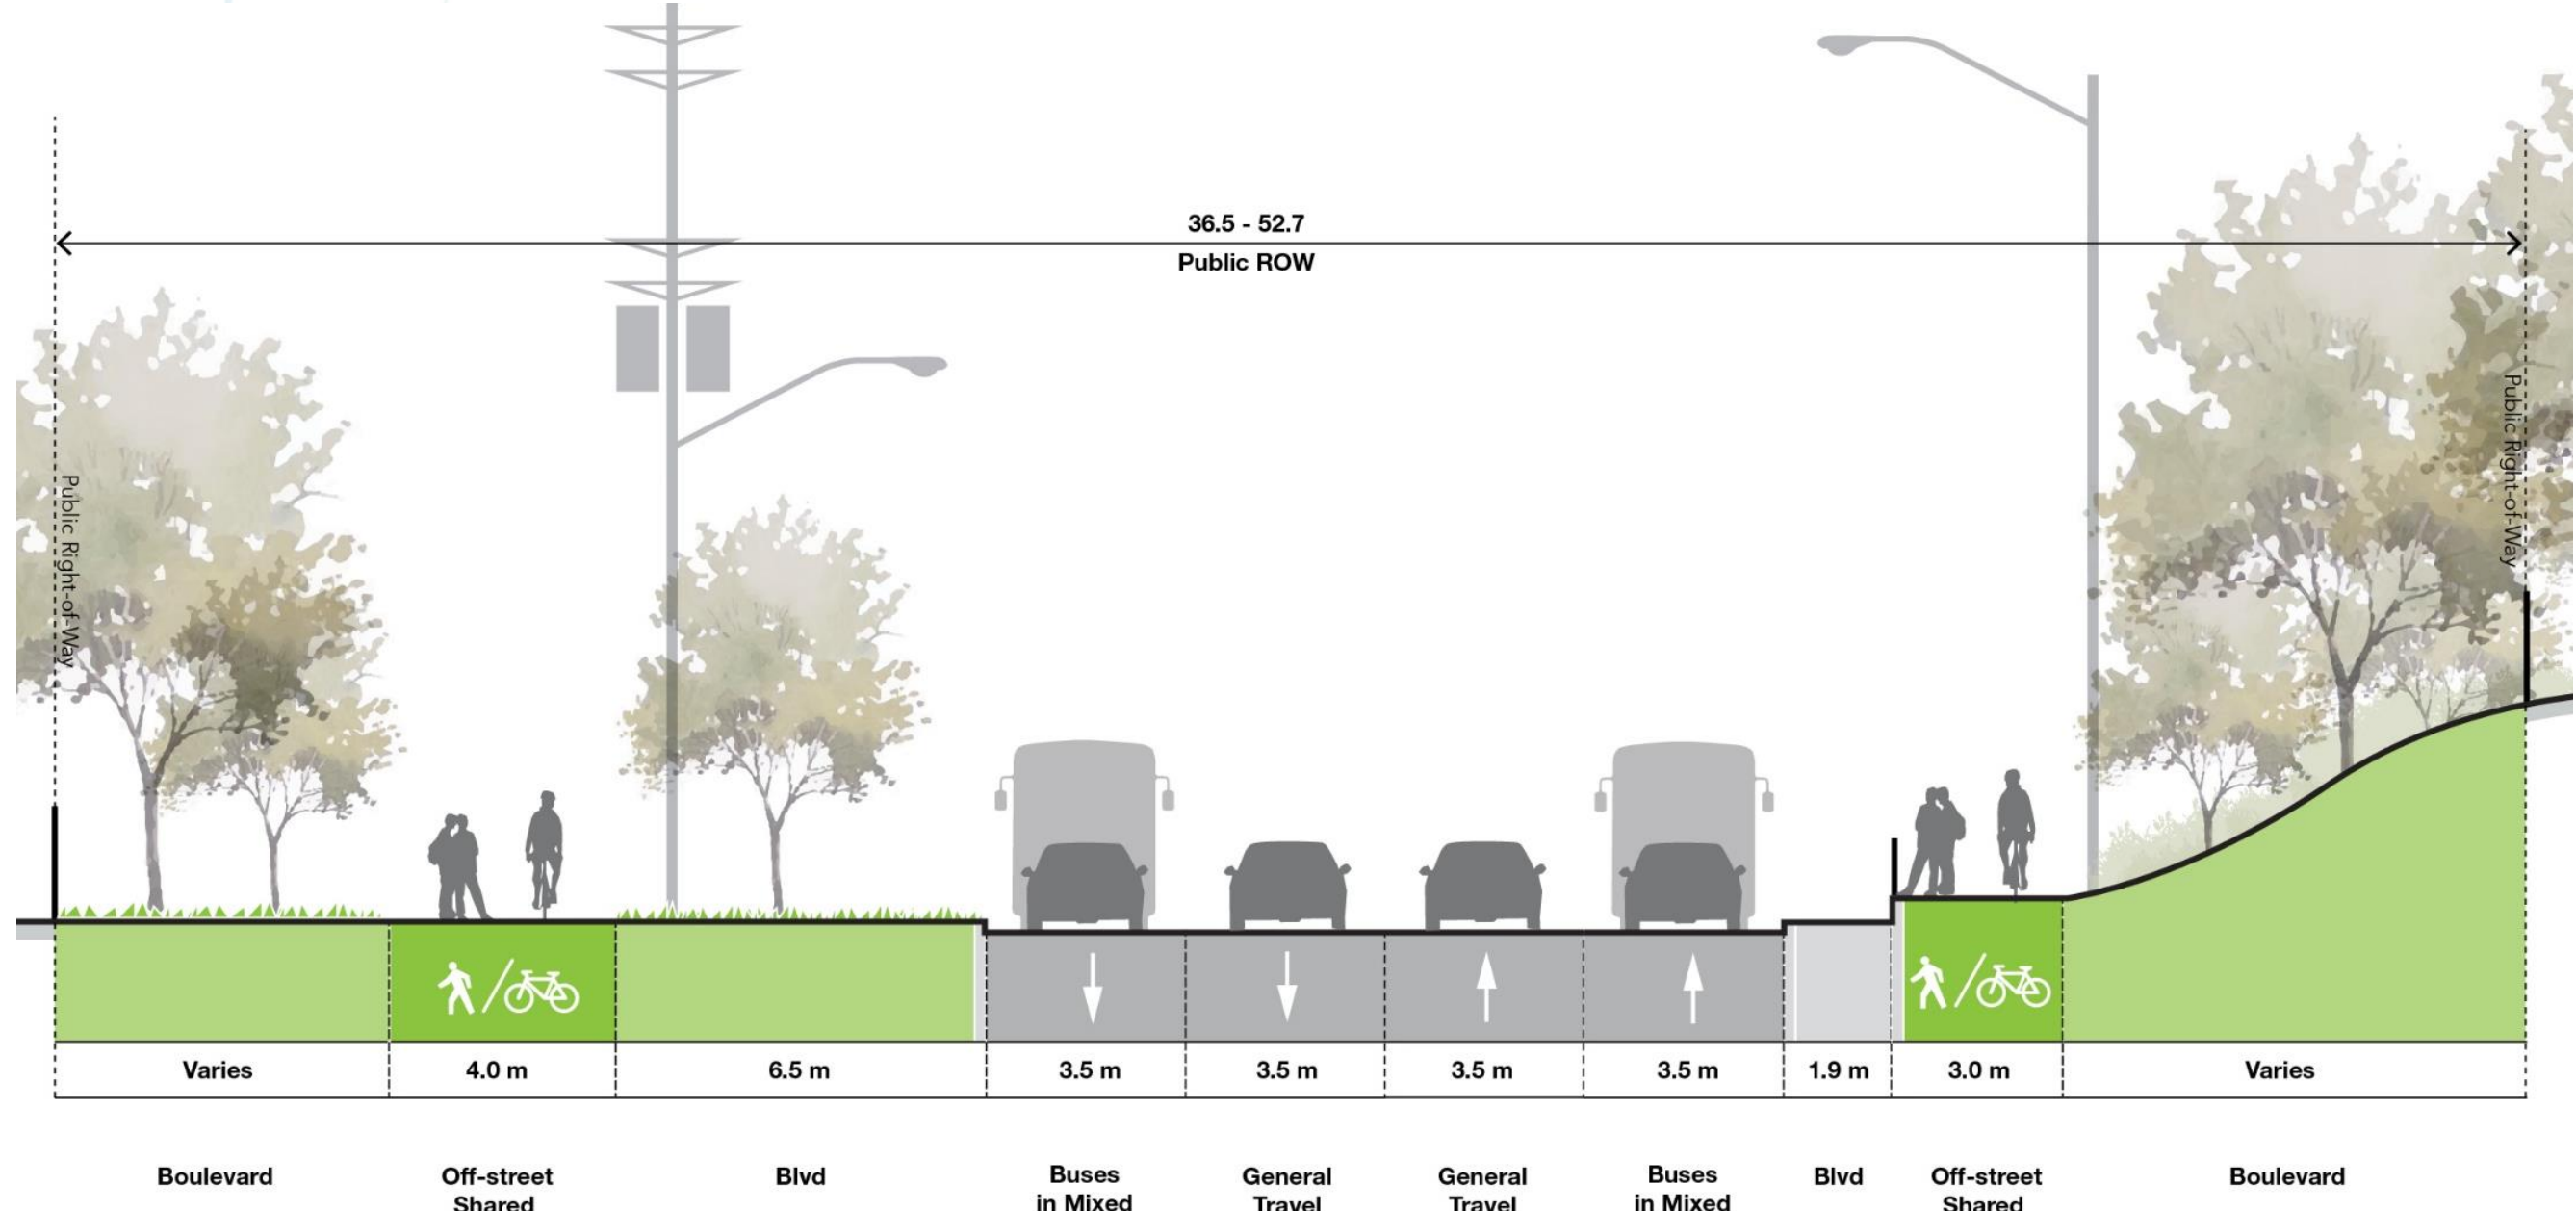 36.5 - 52.7
Public ROW
Public Right-of-Way
Public Right-of-Way
Varies
4.0 m
6.5 m
3.5 m
3.5 m
3.5 m
3.5 m
1.9 m
3.0 m
Varies
Boulevard
Off-street
Shared
Blvd
Buses
in Mixed
General
Travel
General
Travel
Buses
in Mixed
Blvd
Off-street
Shared
Boulevard